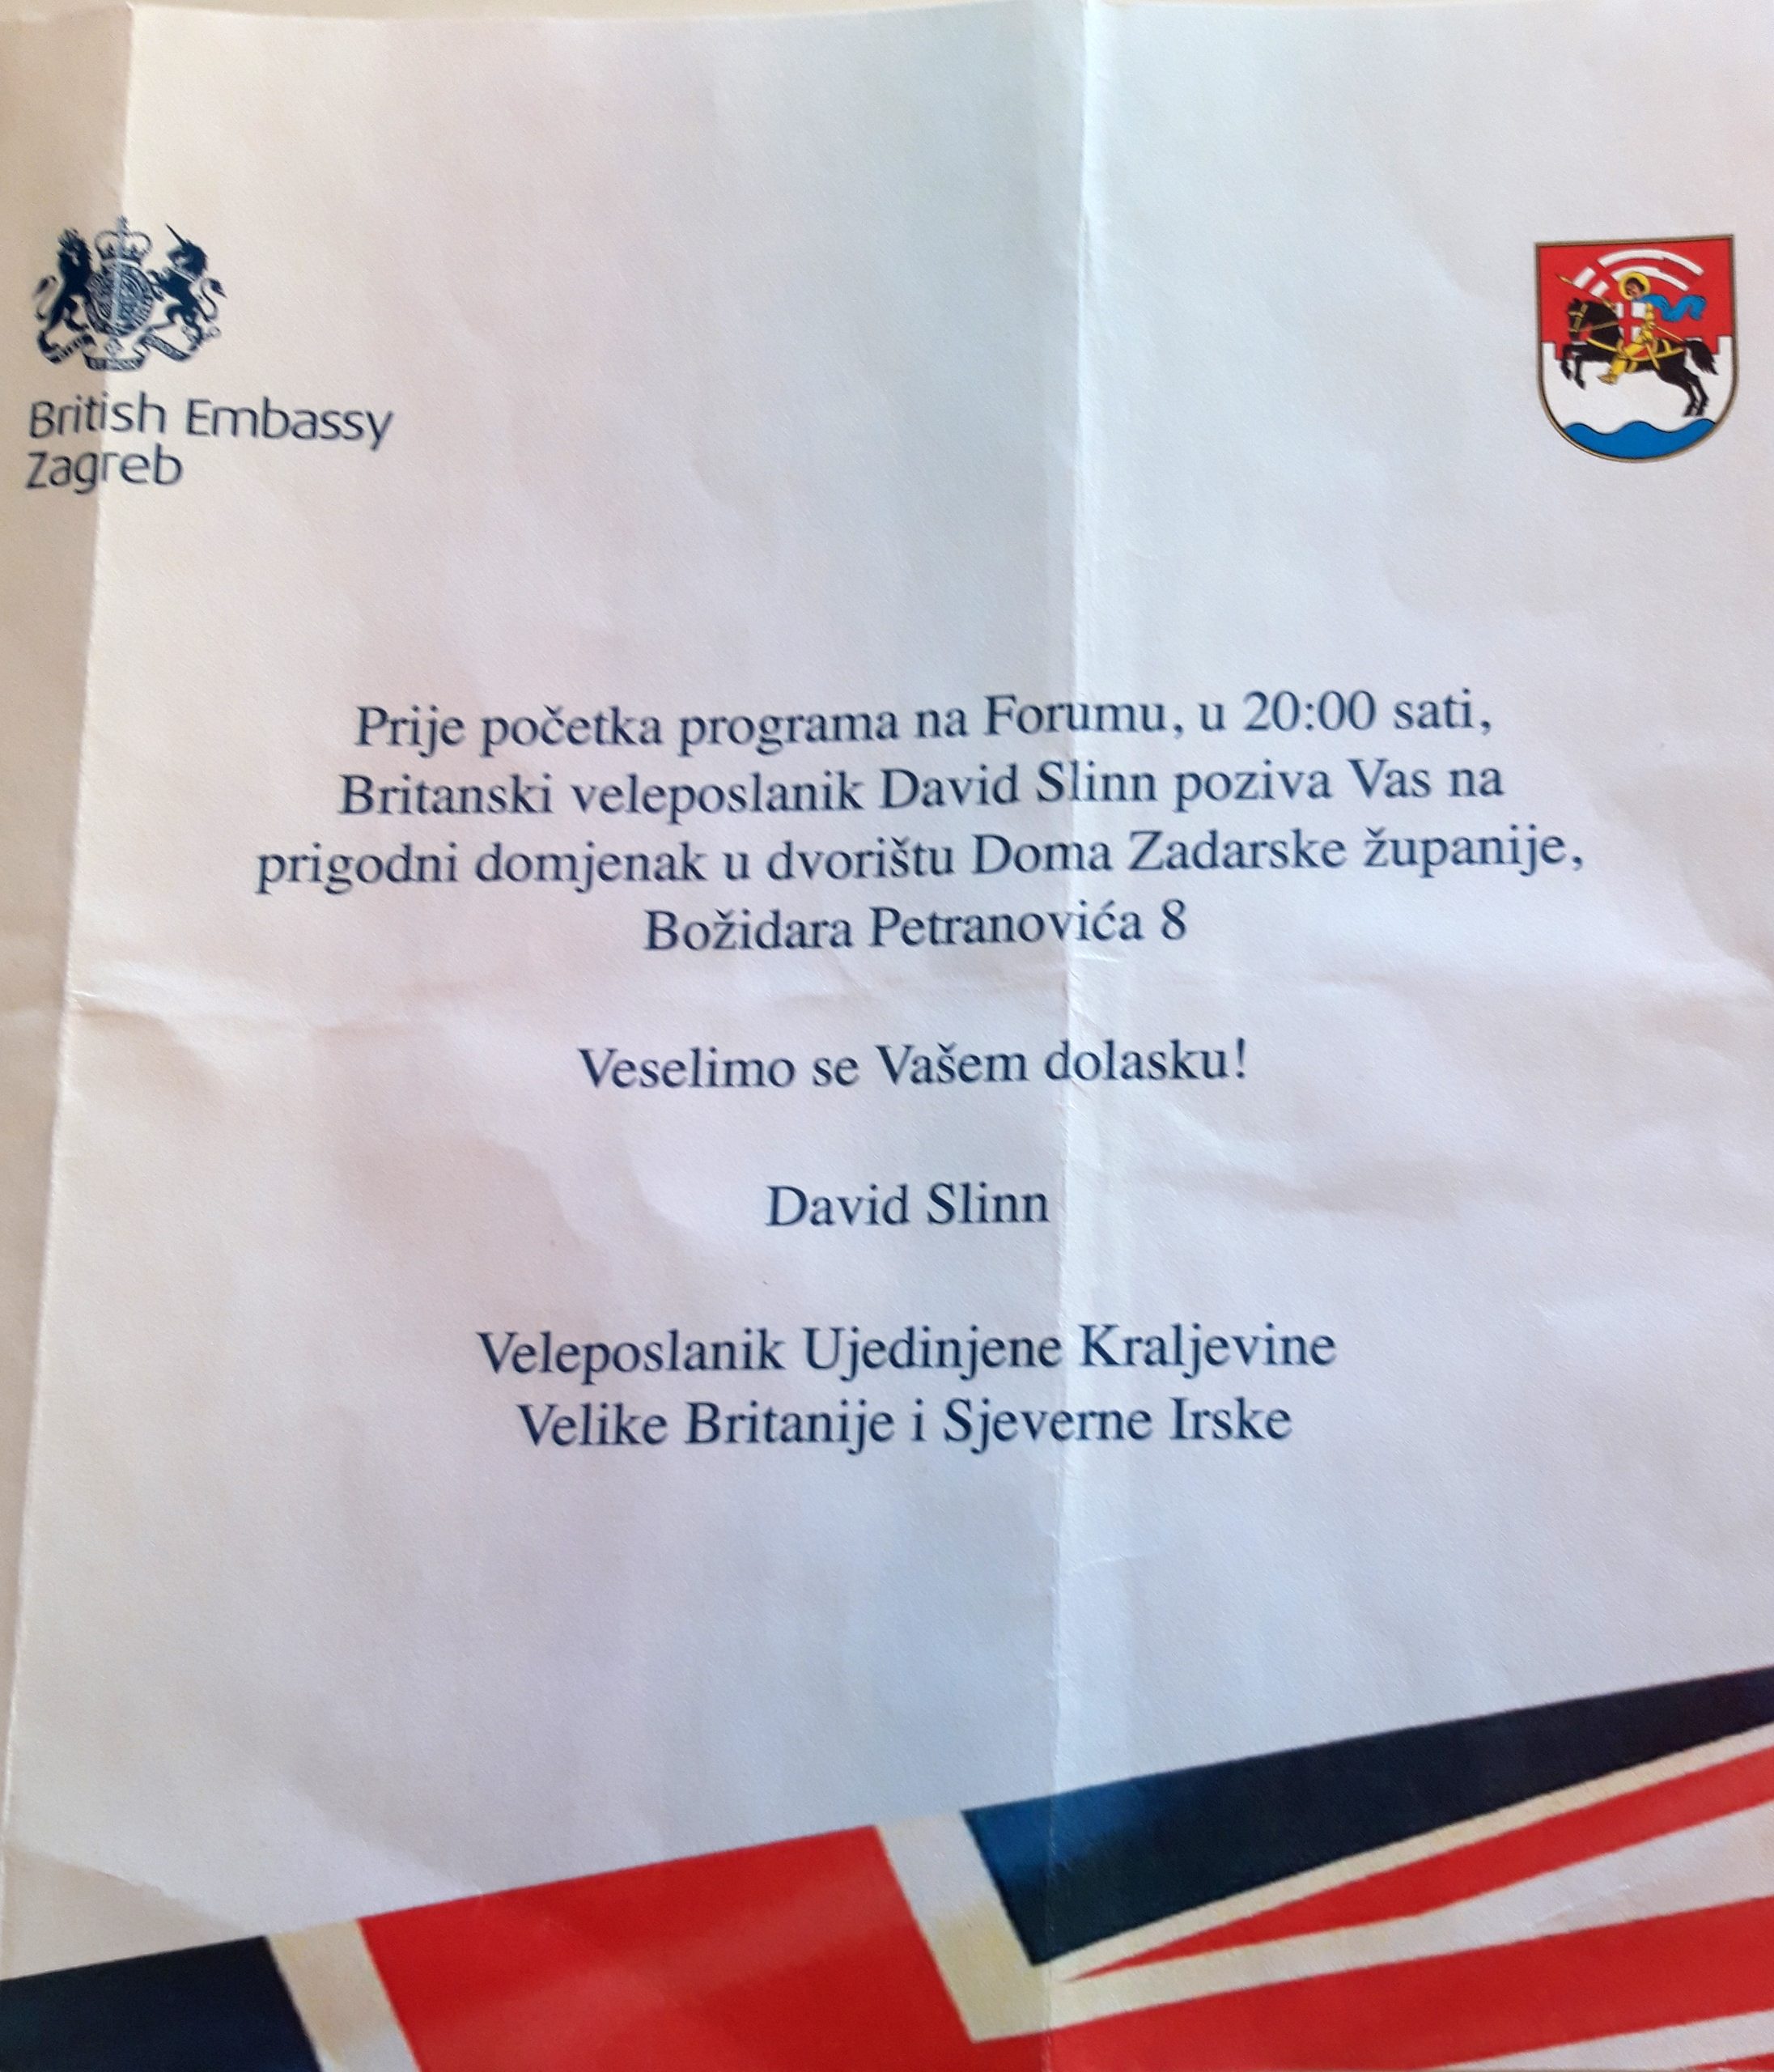 British Embassy
Zagreb
Prije početka programa na Forumu, u 20:00 sati,
Britanski veleposlanik David Slinn poziva Vas na
prigodni domjenak u dvorištu Doma Zadarske županije,
Božidara Petranovića 8
Veselimo se Vašem dolasku!
David Slinn
Veleposlanik Ujedinjene Kraljevine
Velike Britanije i Sjeverne Irske